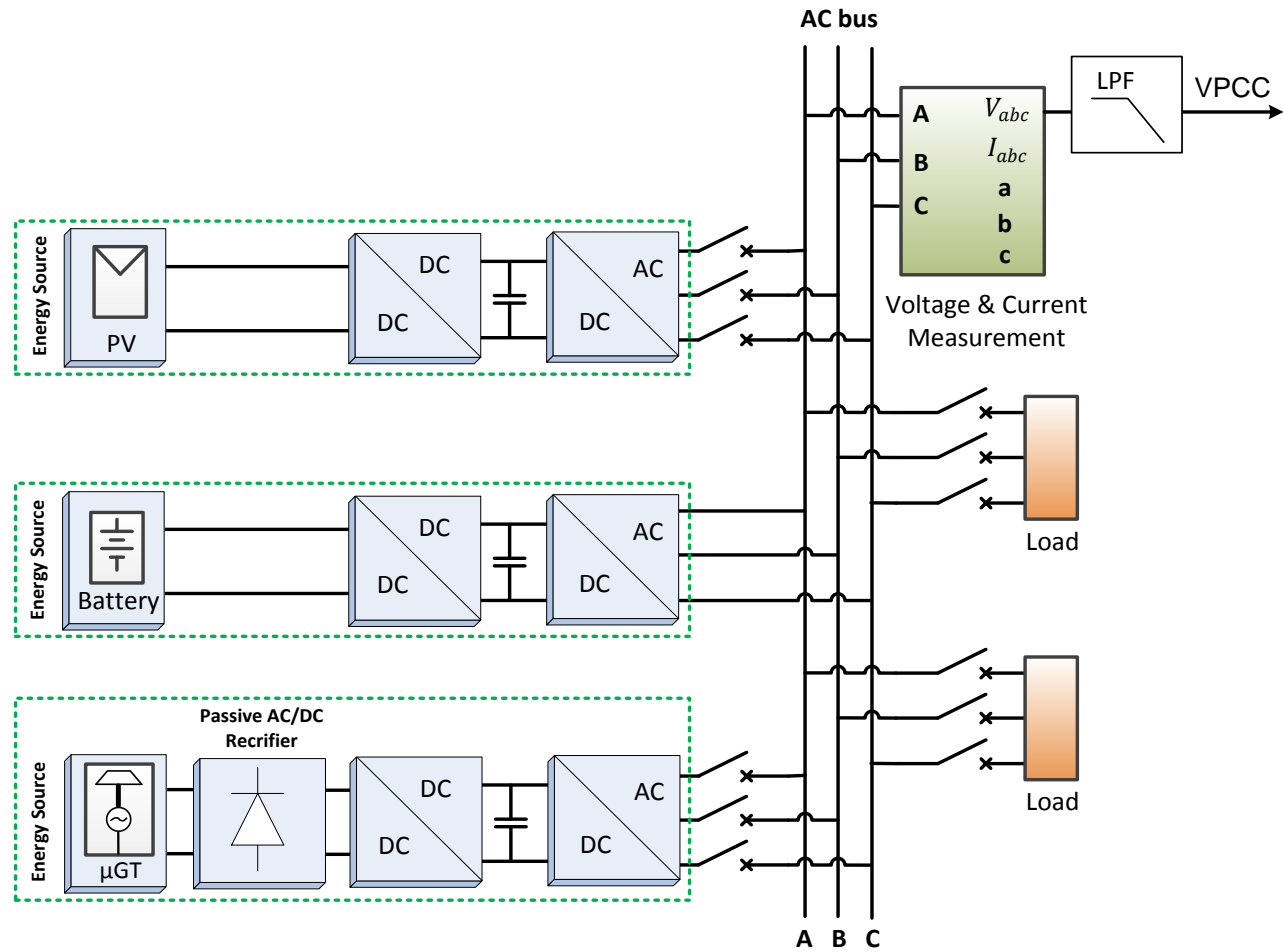 AC bus
LPF
VPCC
A
V_abc
B
I_abc
C
a
b
c
Voltage & Current
Measurement
Energy Source
PV
DC
DC
AC
DC
Load
Energy Source
Battery
DC
DC
AC
DC
Load
Passive AC/DC
Recrifier
Energy Source
µGT
DC
DC
AC
DC
A B C